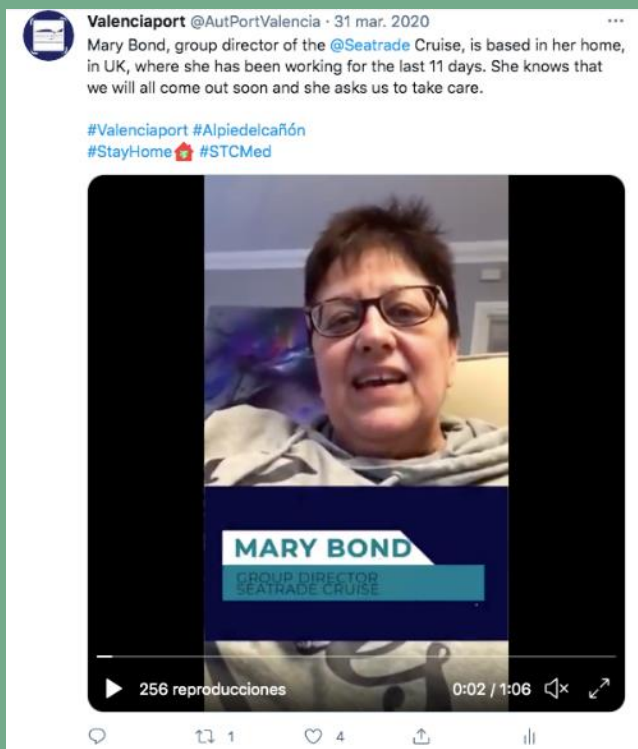 Valenciaport @AutPortValencia · 31 mar. 2020
Mary Bond, group director of the @Seatrade Cruise, is based in her home,
in UK, where she has been working for the last 11 days. She knows that
we will all come out soon and she asks us to take care.
#Valenciaport #Alpiedelcañón
#StayHome #STCMed
MARY BOND
GROUP DIRECTOR
SEATRADE CRUISE
256 reproducciones 0:02 / 1:06
1 4